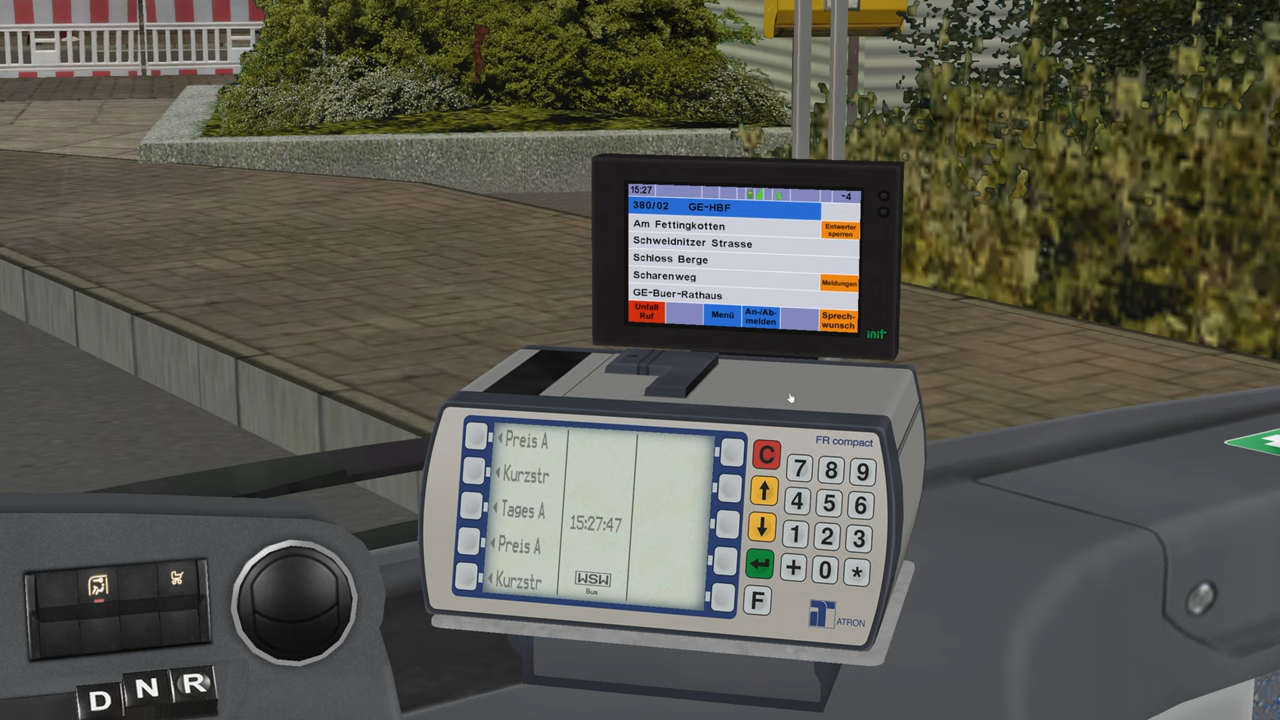 15:27 -4
380/02 GE-HBF
Am Fettingkotten
Entwerter
sperren
Schweidnitzer Strasse
Schloss Berge
Scharenweg
Meldungen
GE-Buer-Rathaus
Unfall
Ruf
Menü
An-/Ab-
melden
Sprech-
wunsch
init
FR compact
Preis A
Kurzstr
Tages A
15:27:47
Preis A
Kurzstr
WSW
Bus
C 7 8 9
↑ 4 5 6
↓ 1 2 3
+ 0 *
F
ATRON
D N R